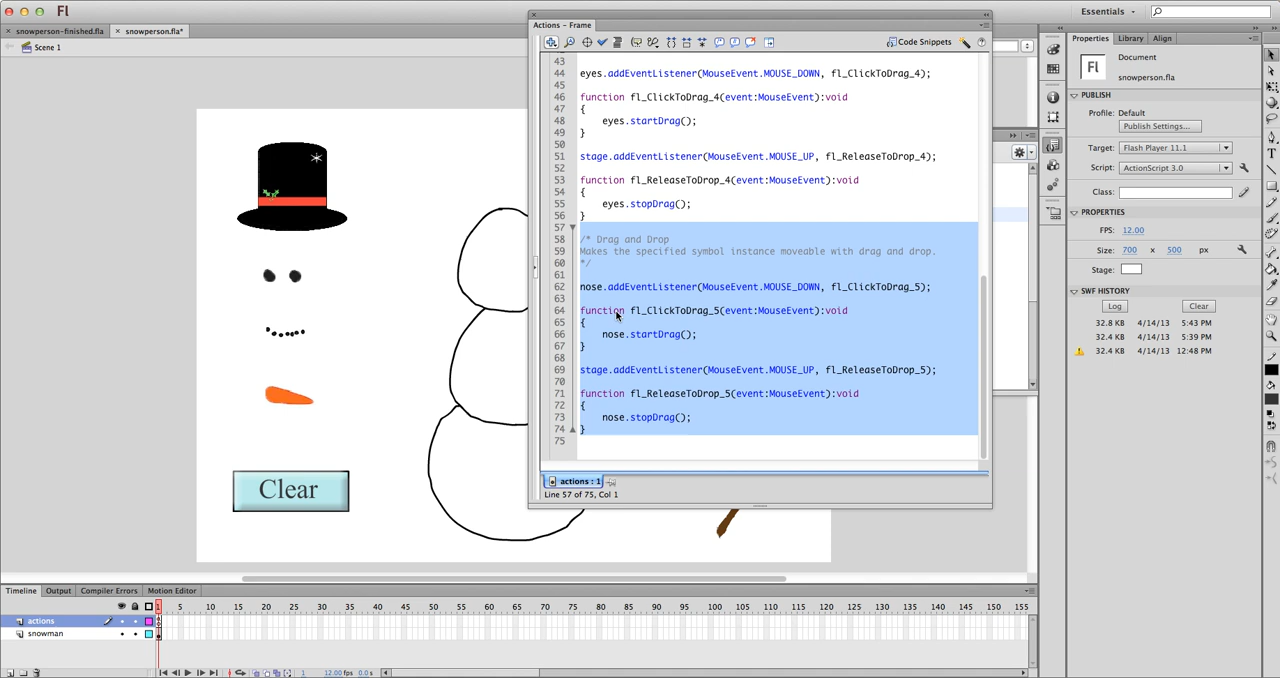 Fl
Essentials
snowperson-finished.fla
snowperson.fla*
Scene 1
Actions - Frame
Code Snippets
43
44 eyes.addEventListener(MouseEvent.MOUSE_DOWN, fl_ClickToDrag_4);
45
46 function fl_ClickToDrag_4(event:MouseEvent):void
47 {
48 eyes.startDrag();
49 }
50
51 stage.addEventListener(MouseEvent.MOUSE_UP, fl_ReleaseToDrop_4);
52
53 function fl_ReleaseToDrop_4(event:MouseEvent):void
54 {
55 eyes.stopDrag();
56 }
57
58 /* Drag and Drop
59 Makes the specified symbol instance moveable with drag and drop.
60 */
61
62 nose.addEventListener(MouseEvent.MOUSE_DOWN, fl_ClickToDrag_5);
63
64 function fl_ClickToDrag_5(event:MouseEvent):void
65 {
66 nose.startDrag();
67 }
68
69 stage.addEventListener(MouseEvent.MOUSE_UP, fl_ReleaseToDrop_5);
70
71 function fl_ReleaseToDrop_5(event:MouseEvent):void
72 {
73 nose.stopDrag();
74 }
75
actions : 1
Line 57 of 75, Col 1
Clear
Properties
Library
Align
Fl
Document
snowperson.fla
PUBLISH
Profile: Default
Publish Settings...
Target: Flash Player 11.1
Script: ActionScript 3.0
Class:
PROPERTIES
FPS: 12.00
Size: 700 x 500 px
Stage:
SWF HISTORY
Log
Clear
32.8 KB 4/14/13 5:43 PM
32.4 KB 4/14/13 5:39 PM
32.4 KB 4/14/13 12:48 PM
Timeline
Output
Compiler Errors
Motion Editor
1 5 10 15 20 25 30 35 40 45 50 55 60 65 70 75 80 85 90 95 100 105 110 115 120 125 130 135 140 145 150 155
actions
snowman
1 12.00 fps 0.0 s